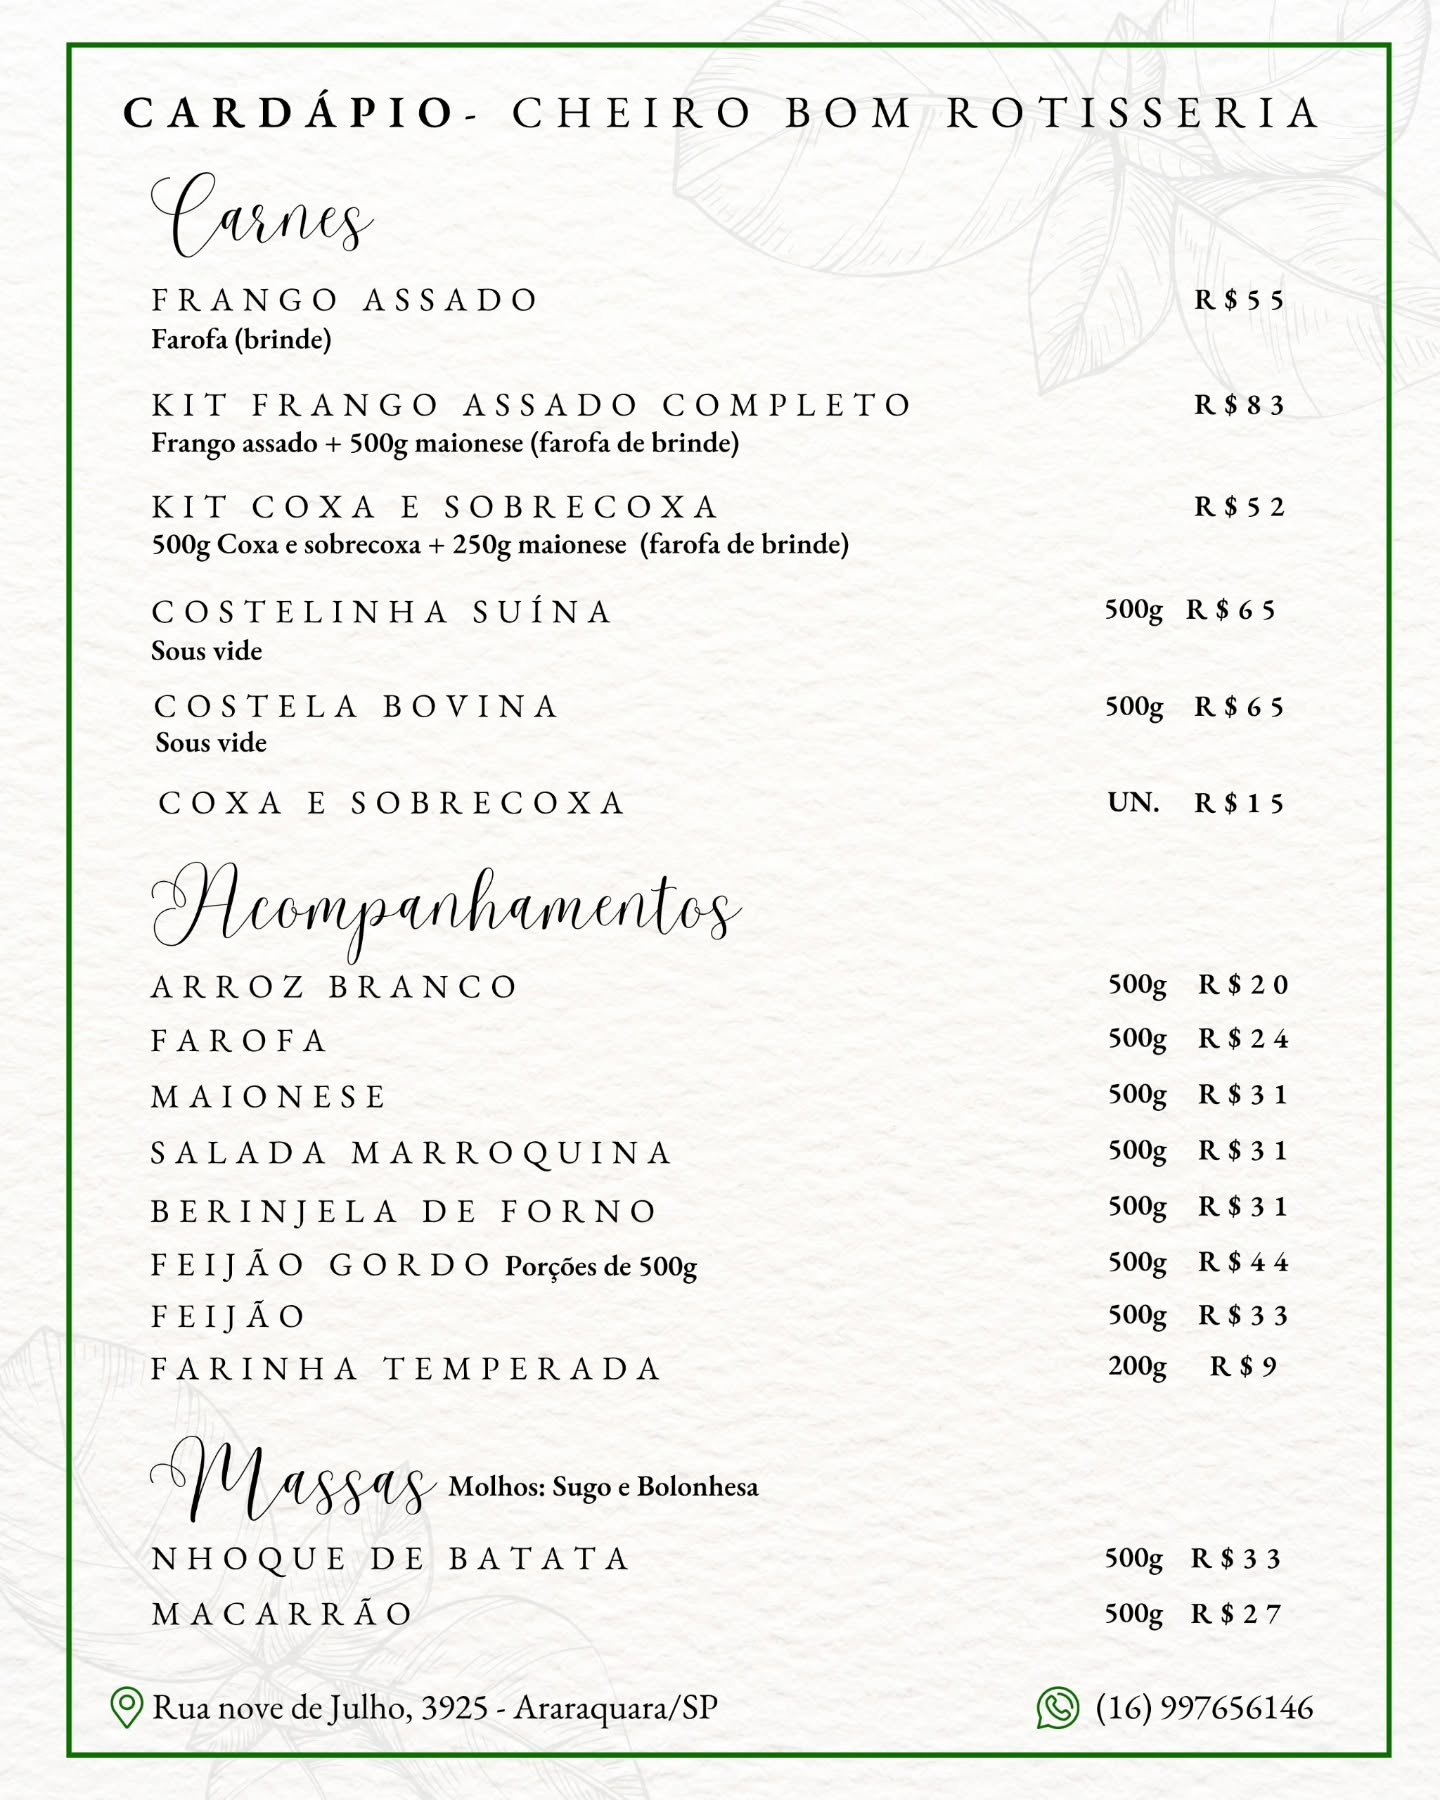 CARDÁPIO- CHEIRO BOM ROTISSERIA
Carnes
FRANGO ASSADO R$55
Farofa (brinde)
KIT FRANGO ASSADO COMPLETO R$83
Frango assado + 500g maionese (farofa de brinde)
KIT COXA E SOBRECOXA R$52
500g Coxa e sobrecoxa + 250g maionese (farofa de brinde)
COSTELINHA SUÍNA 500g R$65
Sous vide
COSTELA BOVINA 500g R$65
Sous vide
COXA E SOBRECOXA UN. R$15
Acompanhamentos
ARROZ BRANCO 500g R$20
FAROFA 500g R$24
MAIONESE 500g R$31
SALADA MARROQUINA 500g R$31
BERINJELA DE FORNO 500g R$31
FEIJÃO GORDO Porções de 500g 500g R$44
FEIJÃO 500g R$33
FARINHA TEMPERADA 200g R$9
Massas Molhos: Sugo e Bolonhesa
NHOQUE DE BATATA 500g R$33
MACARRÃO 500g R$27
Rua nove de Julho, 3925 - Araraquara/SP (16) 997656146